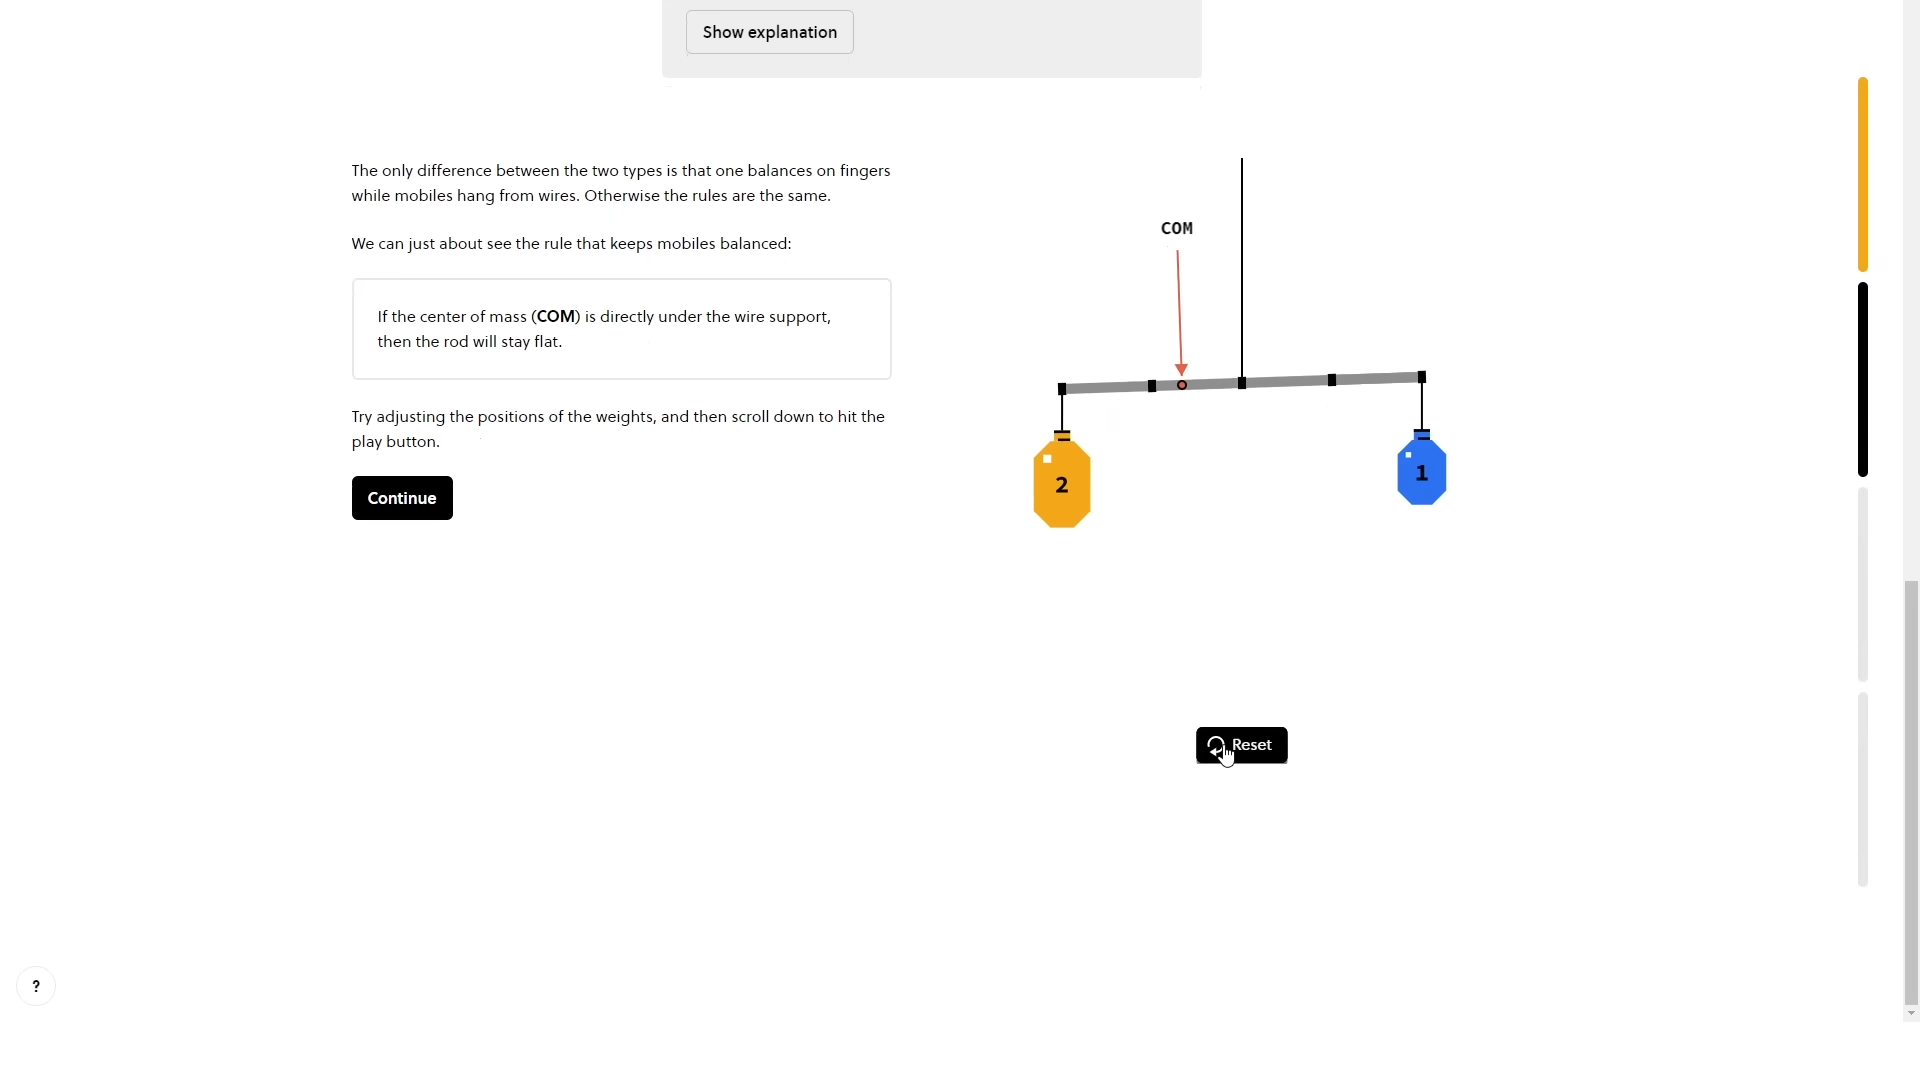 Show explanation
The only difference between the two types is that one balances on fingers
while mobiles hang from wires. Otherwise the rules are the same.
We can just about see the rule that keeps mobiles balanced:
If the center of mass (COM) is directly under the wire support,
then the rod will stay flat.
Try adjusting the positions of the weights, and then scroll down to hit the
play button.
Continue
COM
2
1
Reset
?